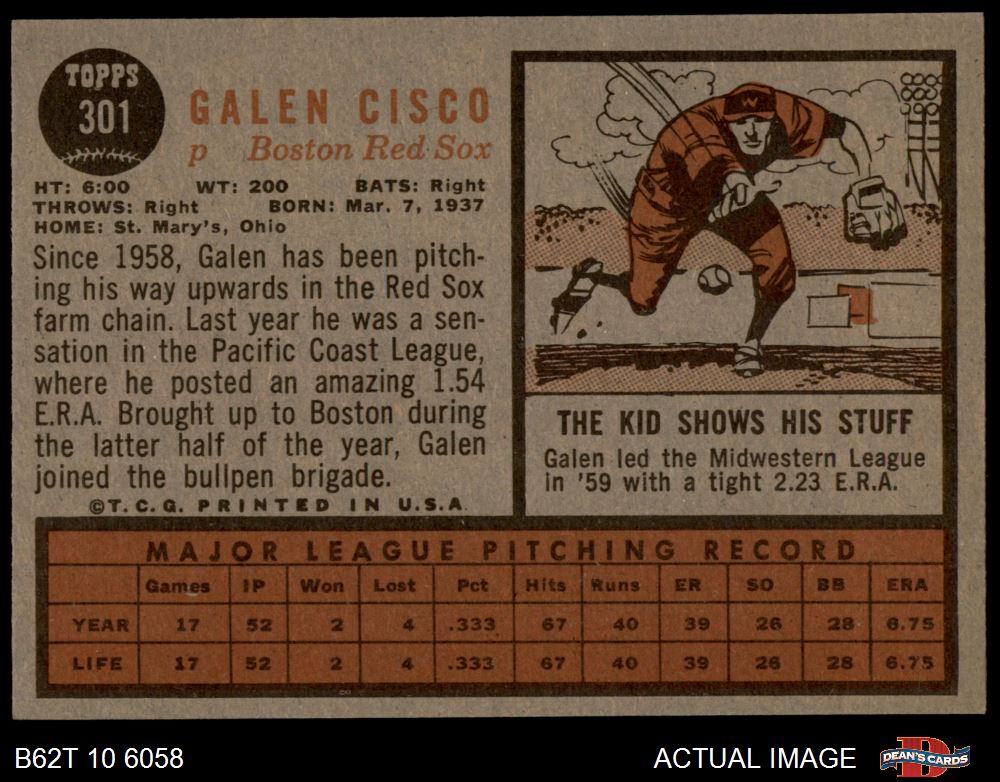 TOPPS
301
GALEN CISCO
p Boston Red Sox
HT: 6:00 WT: 200 BATS: Right
THROWS: Right BORN: Mar. 7, 1937
HOME: St. Mary's, Ohio
Since 1958, Galen has been pitch-
ing his way upwards in the Red Sox
farm chain. Last year he was a sen-
sation in the Pacific Coast League,
where he posted an amazing 1.54
E.R.A. Brought up to Boston during
the latter half of the year, Galen
joined the bullpen brigade.
©T.C.G. PRINTED IN U.S.A.
W
THE KID SHOWS HIS STUFF
Galen led the Midwestern League
in '59 with a tight 2.23 E.R.A.
MAJOR LEAGUE PITCHING RECORD
Games IP Won Lost Pct Hits Runs ER SO BB ERA
YEAR 17 52 2 4 .333 67 40 39 26 28 6.75
LIFE 17 52 2 4 .333 67 40 39 26 28 6.75
B62T 10 6058 ACTUAL IMAGE DEAN'S CARDS